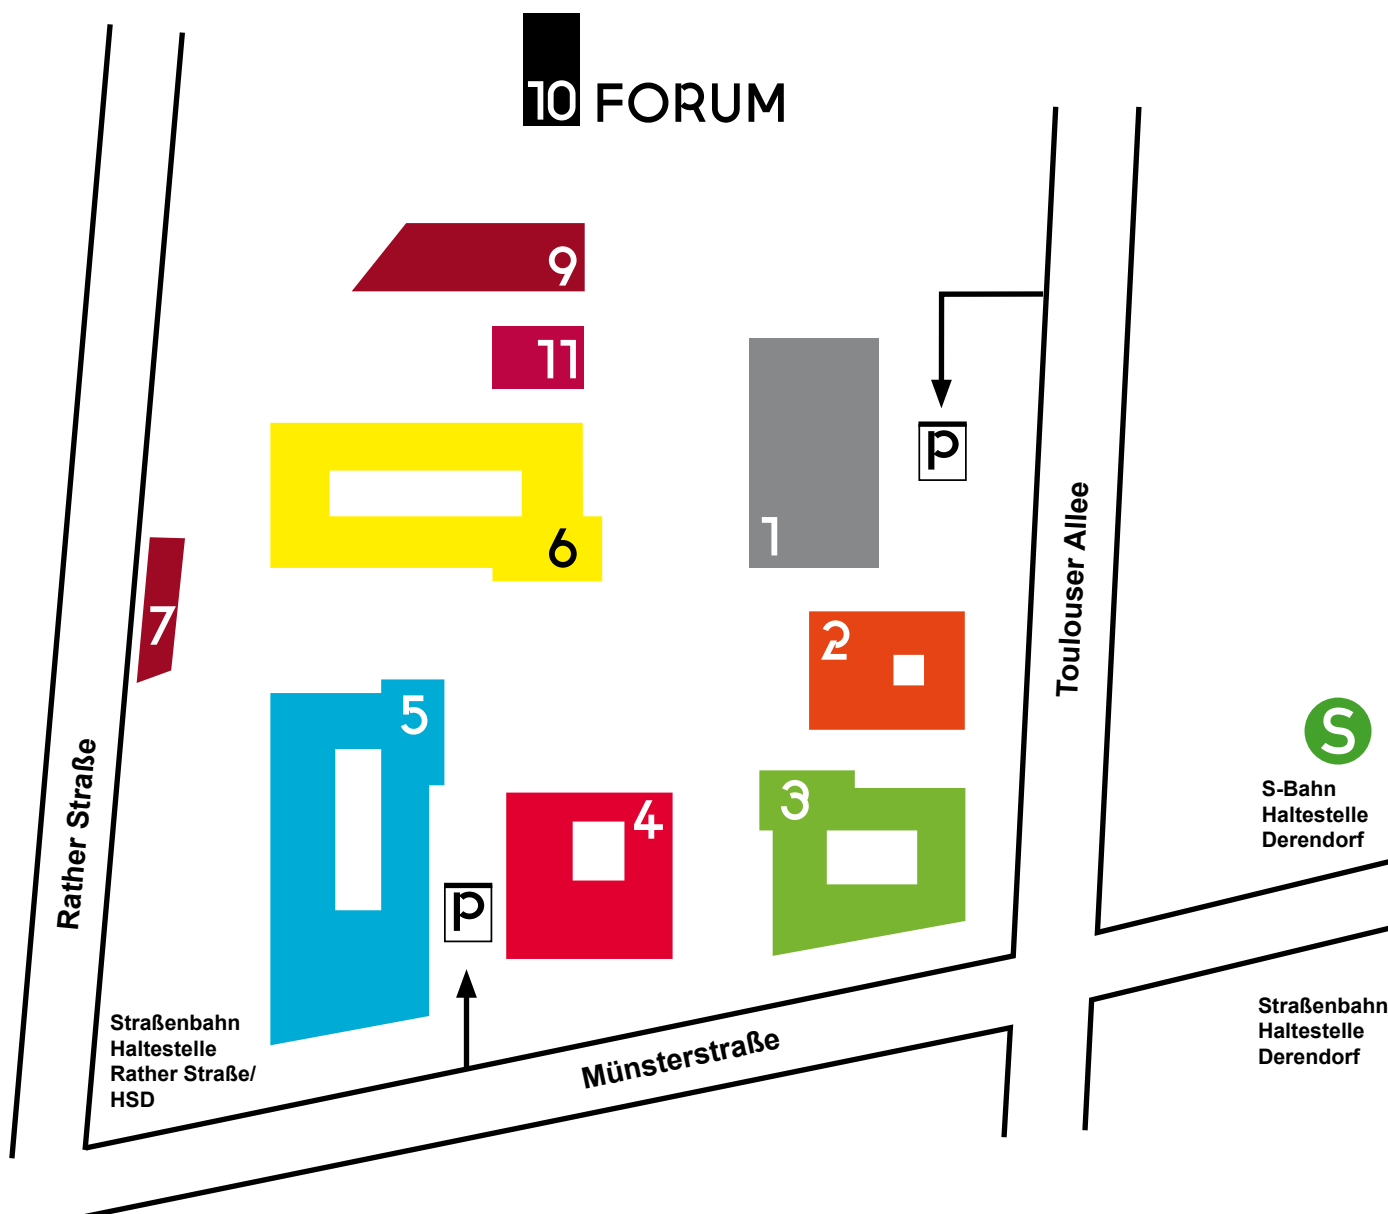 10 FORUM
9
11
1
P
6
Toulouser Allee
7
2
5
S
Rather Straße
3
4
S-Bahn
Haltestelle
Derendorf
P
Straßenbahn
Haltestelle
Derendorf
Straßenbahn
Haltestelle
Rather Straße/
HSD
Münsterstraße